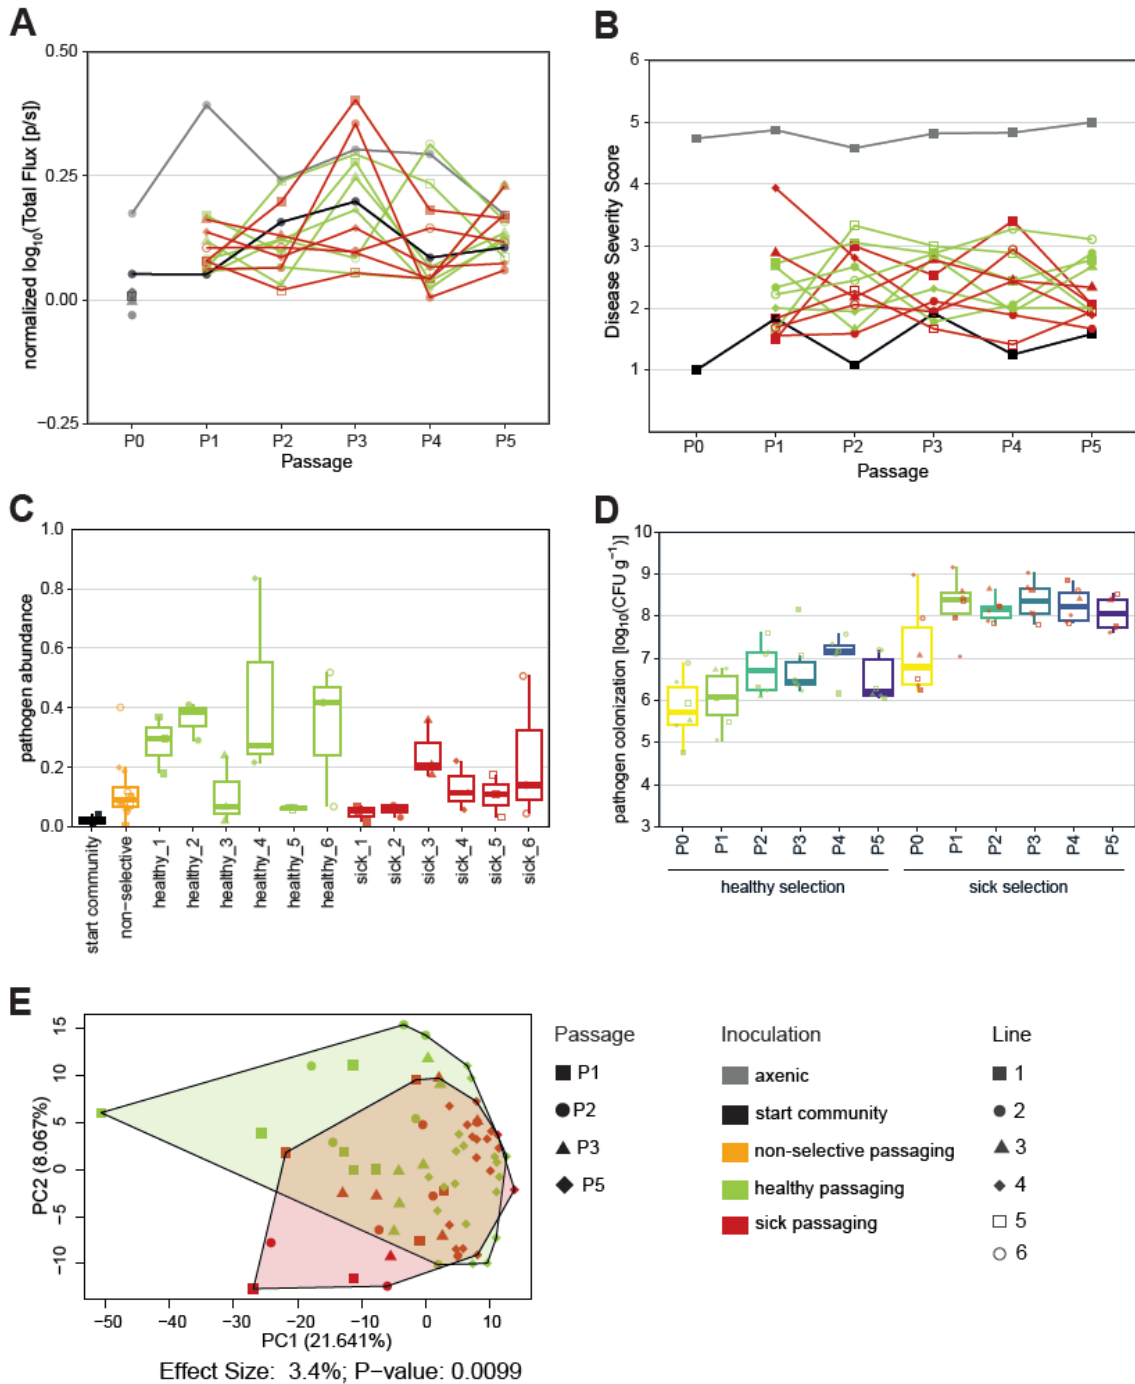 A
0.50
0.25
0.00
−0.25
normalized log10(Total Flux [p/s])
P0 P1 P2 P3 P4 P5
Passage
B
6
5
4
3
2
1
Disease Severity Score
P0 P1 P2 P3 P4 P5
Passage
C
1.0
0.8
0.6
0.4
0.2
0.0
pathogen abundance
start community
non−selective
healthy_1
healthy_2
healthy_3
healthy_4
healthy_5
healthy_6
sick_1
sick_2
sick_3
sick_4
sick_5
sick_6
D
10
9
8
7
6
5
4
3
pathogen colonization [log10(CFU g−1)]
P0 P1 P2 P3 P4 P5 P0 P1 P2 P3 P4 P5
healthy selection
sick selection
E
15
10
5
0
−5
−10
PC2 (8.067%)
−50 −40 −30 −20 −10 0 10
PC1 (21.641%)
Effect Size: 3.4%; P−value: 0.0099
Passage
P1
P2
P3
P5
Inoculation
axenic
start community
non-selective passaging
healthy passaging
sick passaging
Line
1
2
3
4
5
6